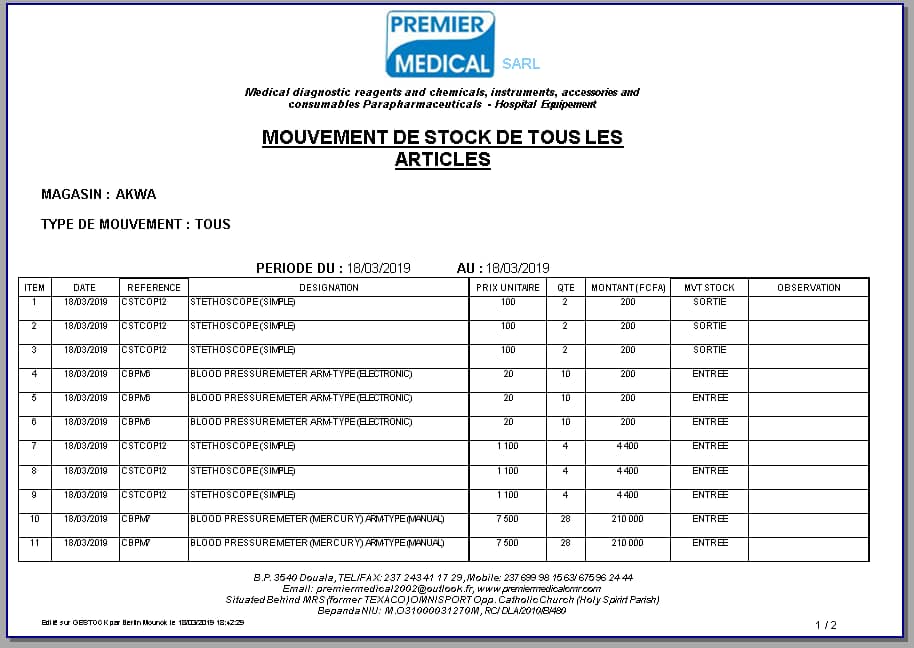 PREMIER
MEDICAL SARL
Medical diagnostic reagents and chemicals, instruments, accessories and
consumables Parapharmaceuticals - Hospital Equipement
MOUVEMENT DE STOCK DE TOUS LES
ARTICLES
MAGASIN : AKWA
TYPE DE MOUVEMENT : TOUS
PERIODE DU : 18/03/2019 AU : 18/03/2019
ITEM DATE REFERENCE DESIGNATION PRIX UNITAIRE QTE MONTANT (FCFA) MVT STOCK OBSERVATION
1 18/03/2019 CSTCOP12 STETHOSCOPE (SIMPLE) 100 2 200 SORTIE
2 18/03/2019 CSTCOP12 STETHOSCOPE (SIMPLE) 100 2 200 SORTIE
3 18/03/2019 CSTCOP12 STETHOSCOPE (SIMPLE) 100 2 200 SORTIE
4 18/03/2019 CBPM6 BLOOD PRESSURE METER ARM-TYPE (ELECTRONIC) 20 10 200 ENTREE
5 18/03/2019 CBPM6 BLOOD PRESSURE METER ARM-TYPE (ELECTRONIC) 20 10 200 ENTREE
6 18/03/2019 CBPM6 BLOOD PRESSURE METER ARM-TYPE (ELECTRONIC) 20 10 200 ENTREE
7 18/03/2019 CSTCOP12 STETHOSCOPE (SIMPLE) 1 100 4 4 400 ENTREE
8 18/03/2019 CSTCOP12 STETHOSCOPE (SIMPLE) 1 100 4 4 400 ENTREE
9 18/03/2019 CSTCOP12 STETHOSCOPE (SIMPLE) 1 100 4 4 400 ENTREE
10 18/03/2019 CBPM7 BLOOD PRESSURE METER (MERCURY) ARM-TYPE (MANUAL) 7 500 28 210 000 ENTREE
11 18/03/2019 CBPM7 BLOOD PRESSURE METER (MERCURY) ARM-TYPE (MANUAL) 7 500 28 210 000 ENTREE
B.P. 3540 Douala, TEL/FAX: 237 243 41 17 29, Mobile: 237 699 98 15 63/ 675 96 24 44
Email: premiermedical2002@outlook.fr, www.premiermedicalcmr.com
Situated Behind MRS (former TEXACO) OMNISPORT Opp. Catholic Church (Holy Spirirt Parish)
Bepanda NIU: M.O31000031270M, RC/DLA/2010/B/489
Edité sur GESTOCK par Berlin Mounok le 18/03/2019 18:42:29
1 / 2